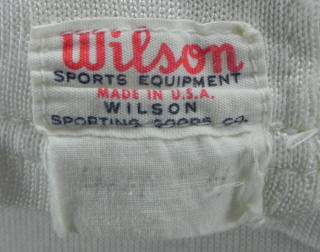 Wilson
SPORTS EQUIPMENT
MADE IN U.S.A.
WILSON
SPORTING GOODS CO.